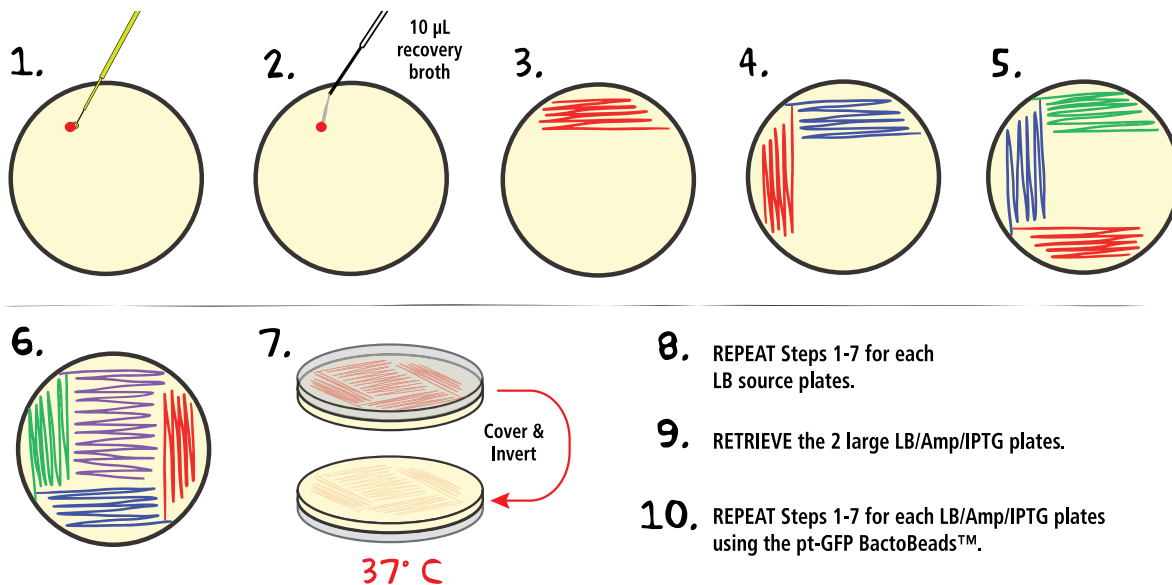 1.
2.
10 µL
recovery
broth
3.
4.
5.
6.
7.
Cover &
Invert
37° C
8. REPEAT Steps 1-7 for each
LB source plates.
9. RETRIEVE the 2 large LB/Amp/IPTG plates.
10. REPEAT Steps 1-7 for each LB/Amp/IPTG plates
using the pt-GFP BactoBeads™.